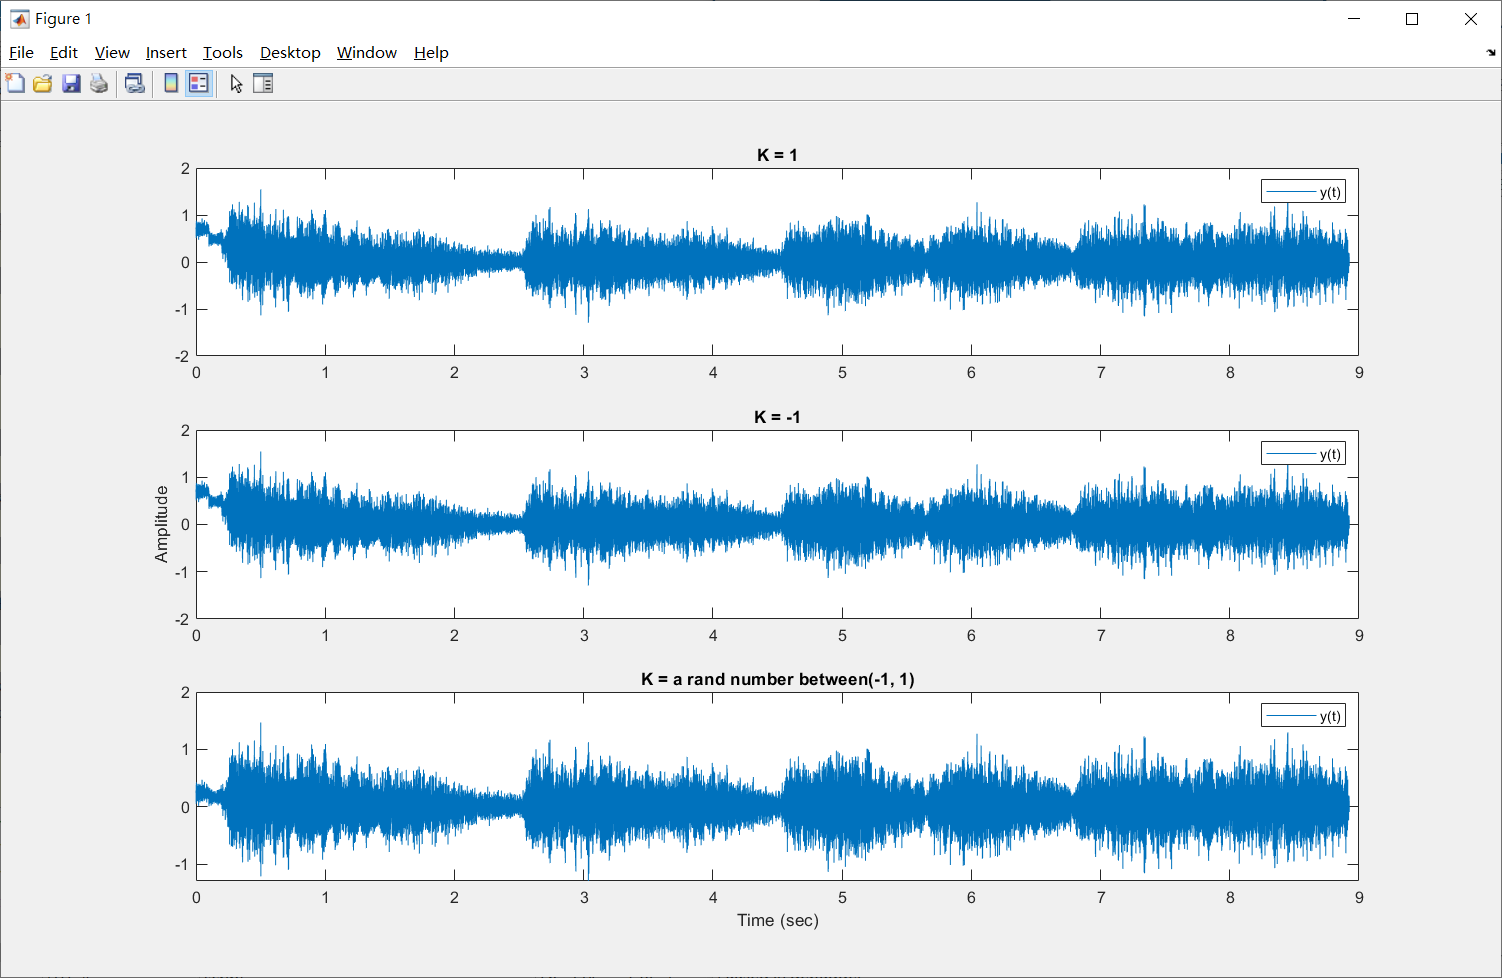 Figure 1
File Edit View Insert Tools Desktop Window Help
K = 1
y(t)
2
1
0
-1
-2
0 1 2 3 4 5 6 7 8 9
K = -1
y(t)
2
1
0
-1
-2
Amplitude
0 1 2 3 4 5 6 7 8 9
K = a rand number between(-1, 1)
y(t)
2
1
0
-1
0 1 2 3 4 5 6 7 8 9
Time (sec)